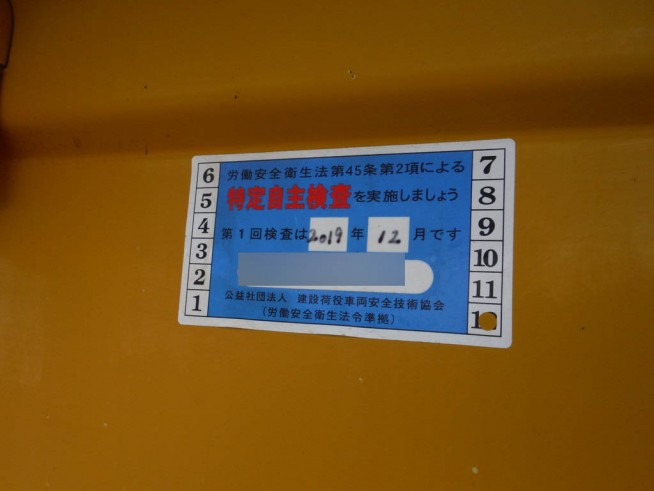 労働安全衛生法第45条第2項による
特定自主検査を実施しましょう
第1回検査は2019年12月です
公益社団法人 建設荷役車両安全技術協会
(労働安全衛生法令準拠)
6
5
4
3
2
1
7
8
9
10
11